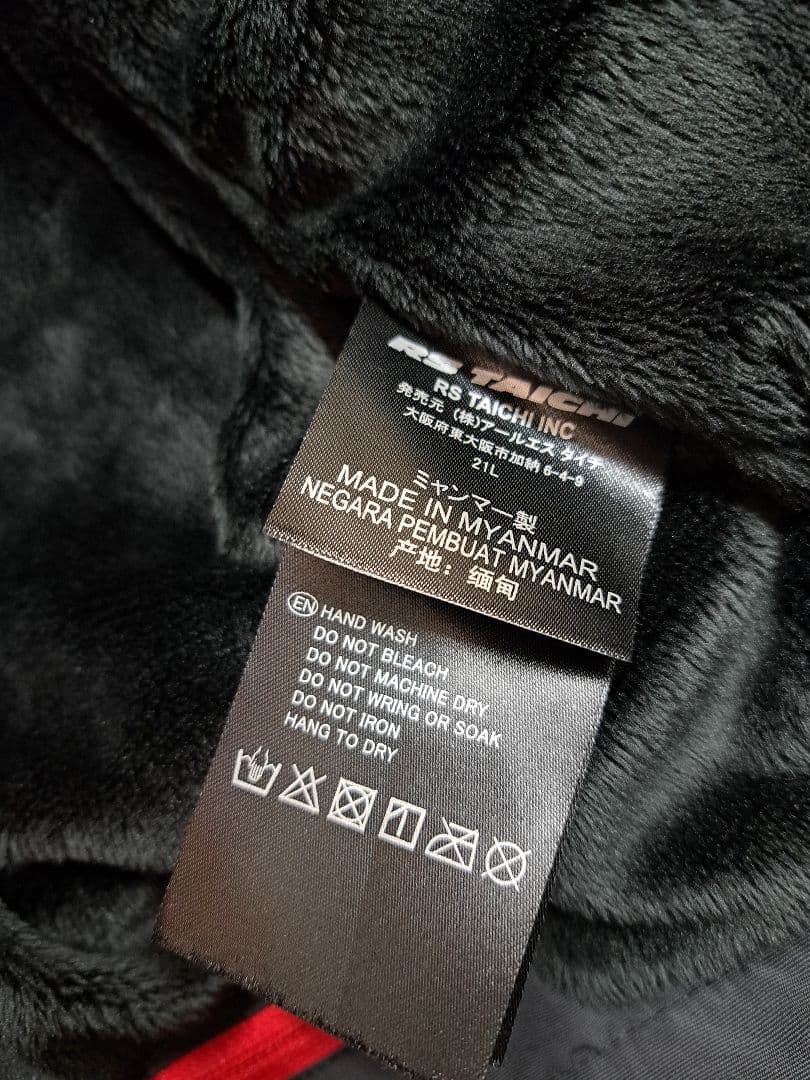 RS TAICHI
RS TAICHI INC
発売元 (株)アールエス タイチ
大阪府東大阪市加納 6-4-9
21L
ミャンマー製
MADE IN MYANMAR
NEGARA PEMBUAT MYANMAR
产地: 缅甸
EN HAND WASH
DO NOT BLEACH
DO NOT MACHINE DRY
DO NOT WRING OR SOAK
DO NOT IRON
HANG TO DRY